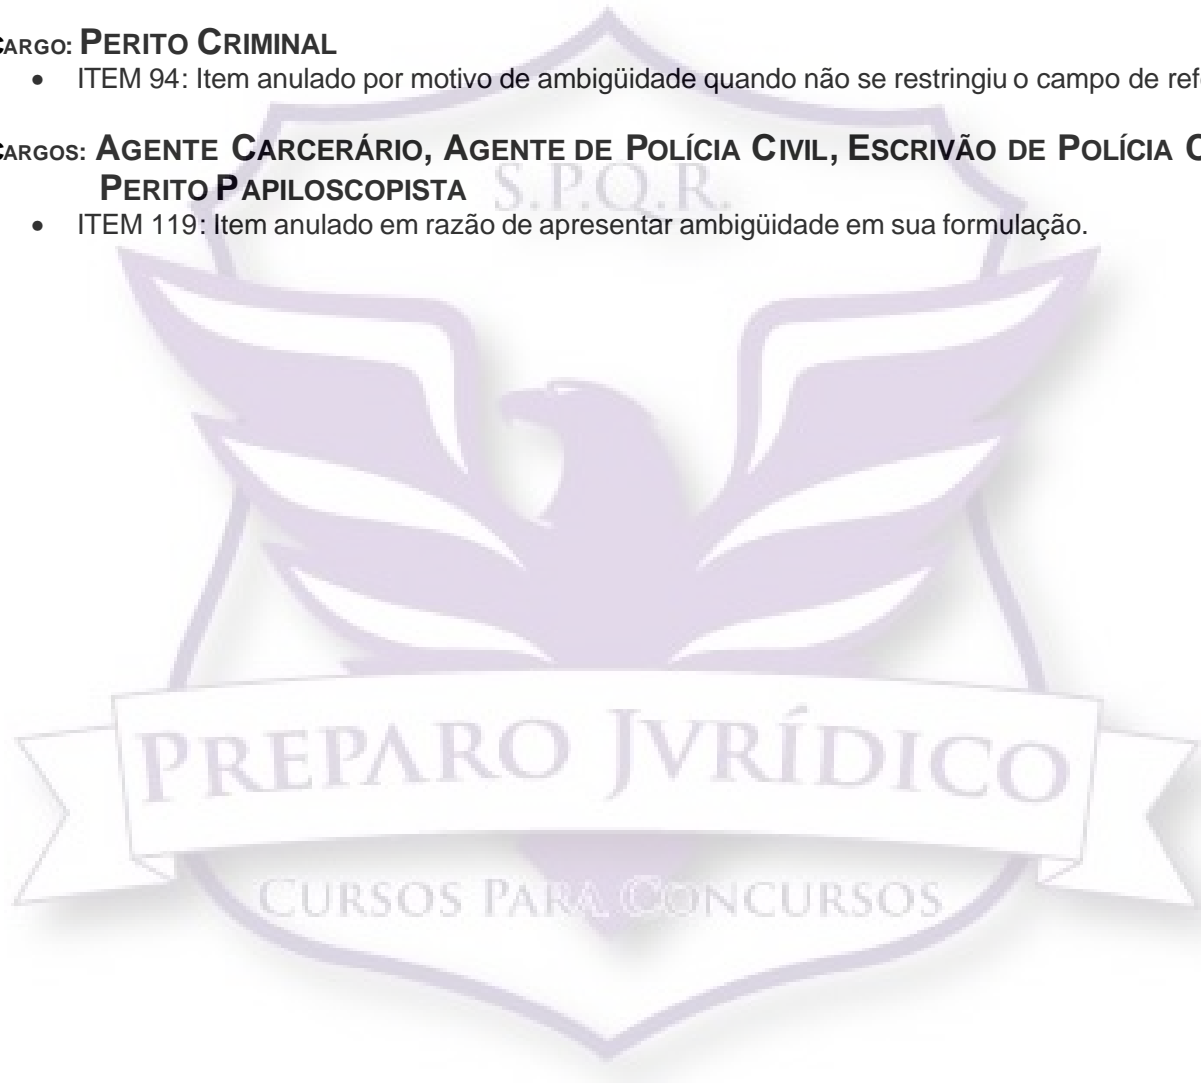 CARGO: PERITO CRIMINAL
• ITEM 94: Item anulado por motivo de ambigüidade quando não se restringiu o campo de
CARGOS: AGENTE CARCERÁRIO, AGENTE DE POLÍCIA CIVIL, ESCRIVÃO DE POLÍCIA
PERITO PAPILOSCOPISTA
• ITEM 119: Item anulado em razão de apresentar ambigüidade em sua formulação.
S.P.Q.R.
PREPARO JVRÍDICO
CURSOS PARA CONCURSOS